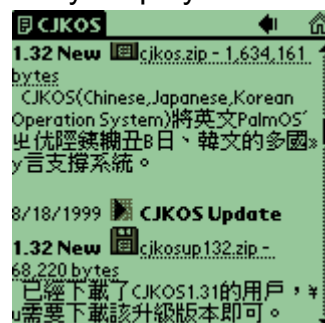 CJKOS
1.32 New cjkos.zip - 1,634,161
bytes
CJKOS(Chinese,Japanese,Korean
Operation System)將英文PalmOS
日、韓文的多國
y言支撐系統。
8/18/1999 CJKOS Update
1.32 New cjkosup132.zip -
68,220 bytes
已經下載了CJKOS1.31的用戶，¥
u需要下載該升級版本即可。